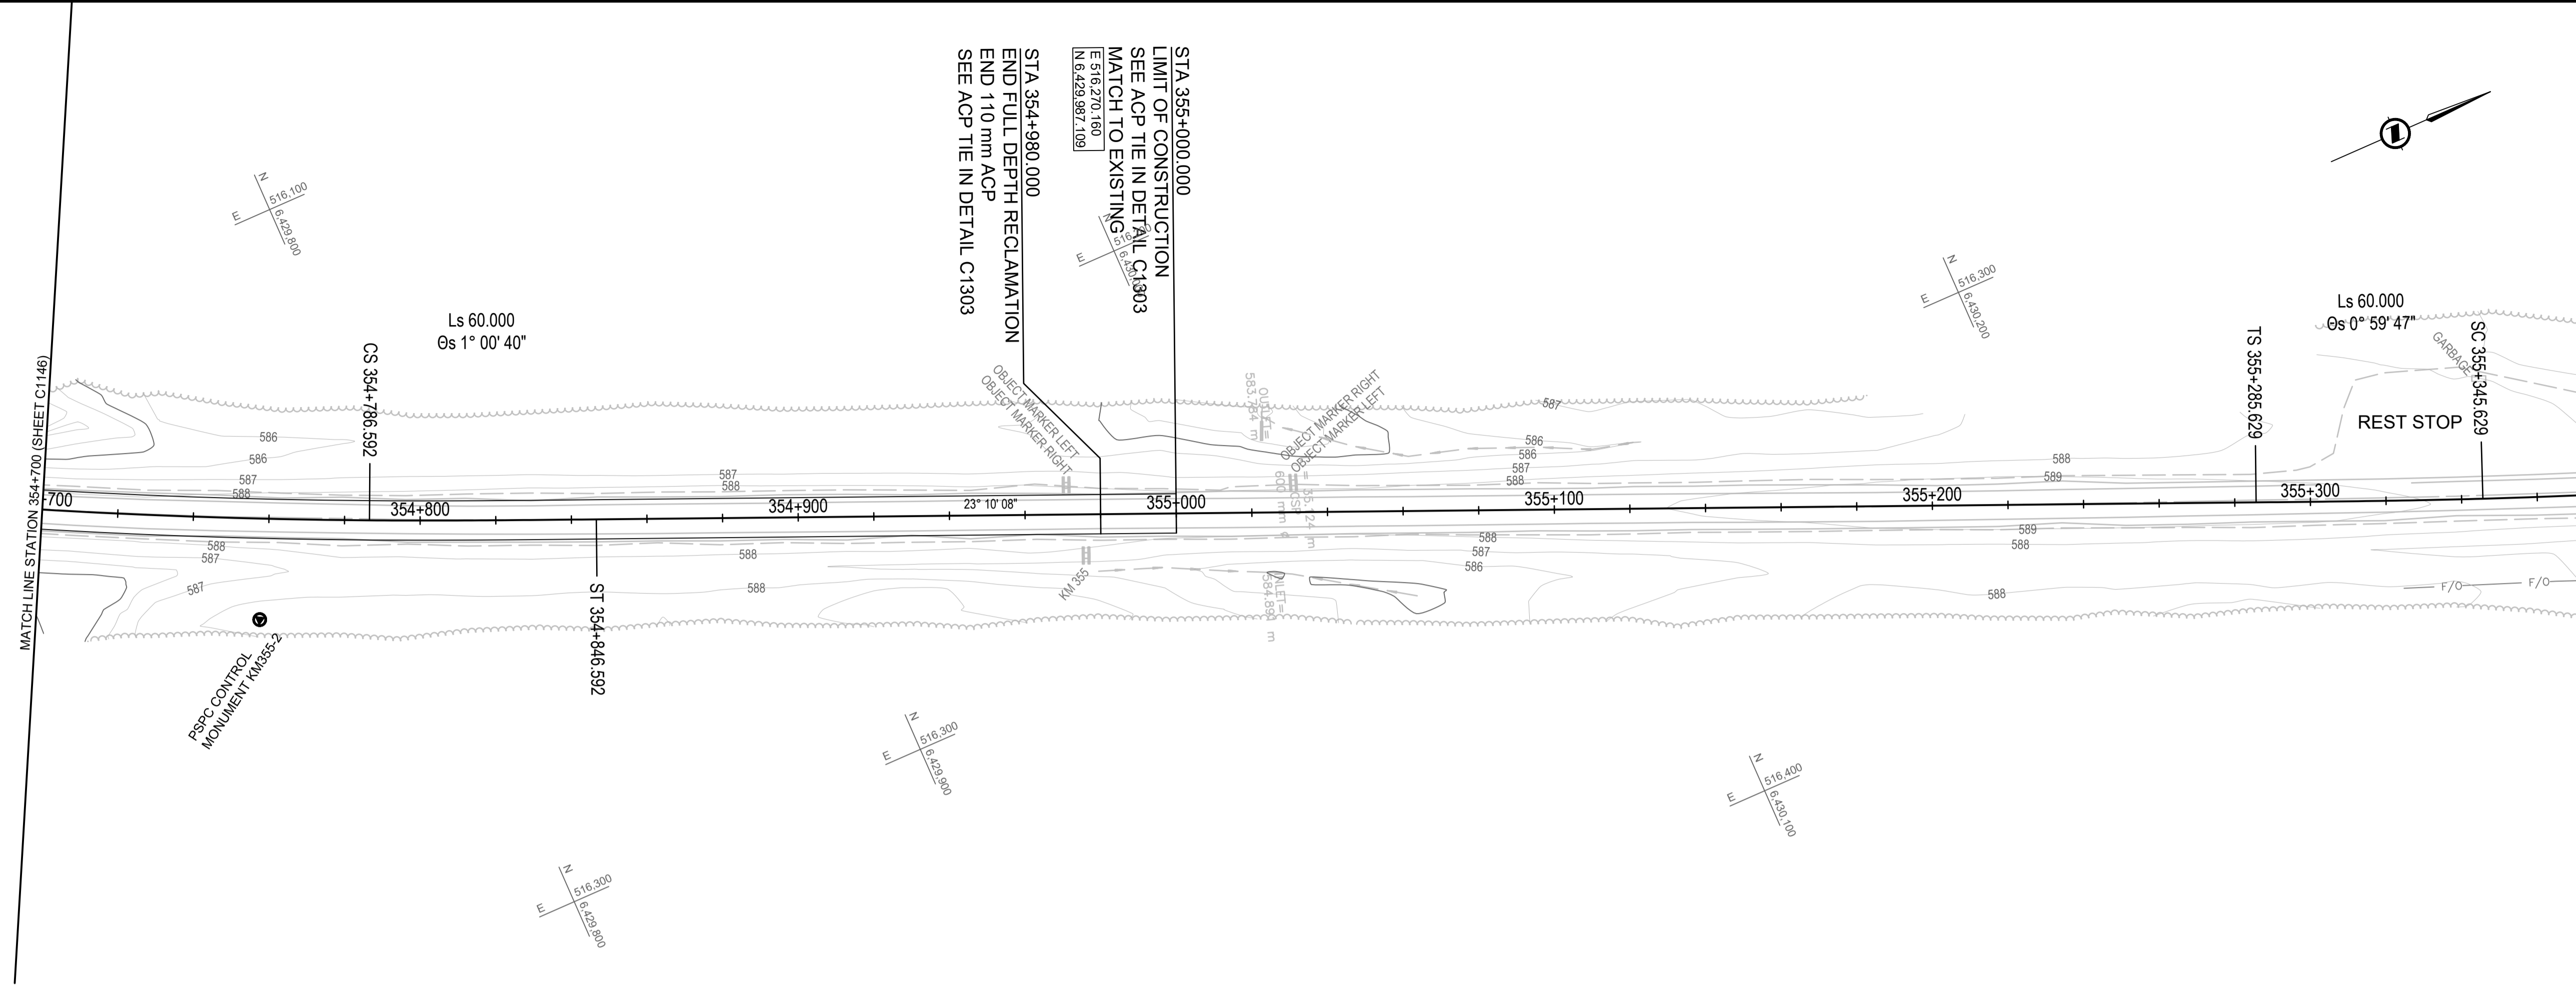 MATCH LINE STATION 354+700 (SHEET C1146)
STA 354+980.000
END FULL DEPTH RECLAMATION
END 110 mm ACP
SEE ACP TIE IN DETAIL C1303
STA 355+000.000
LIMIT OF CONSTRUCTION
SEE ACP TIE IN DETAIL C1303
MATCH TO EXISTING
E 516,270.160
N 6,429,987.109
N
E
516,100
6,429,800
N
E
N
E
516,300
6,430,200
Ls 60.000
Θs 1° 00' 40"
CS 354+786.592
Ls 60.000
Θs 0° 59' 47"
TS 355+285.629
SC 355+345.629
GARBAGE
REST STOP
OBJECT MARKER LEFT
OBJECT MARKER RIGHT
OUTLET=
583.784 m
OBJECT MARKER RIGHT
OBJECT MARKER LEFT
587
586
586
586
586
587
587
587
588
588
588
588
589
+700
354+800
354+900
23° 10' 08"
355+000
355+100
355+200
355+300
= 35.124 m
600 mm ø CSP
588
587
587
588
588
588
587
586
589
588
588
F/O
F/O
KM 355
ST 354+846.592
PSPC CONTROL
MONUMENT KM355-2
N
E
516,300
6,429,900
N
E
516,400
6,430,100
N
E
516,300
6,429,800